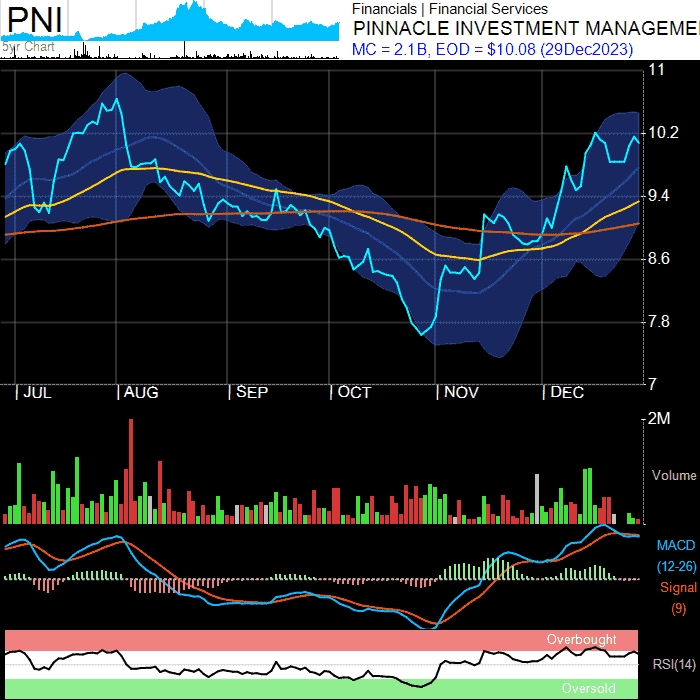 PNI
5yr Chart
Financials | Financial Services
PINNACLE INVESTMENT MANAGEME
MC = 2.1B, EOD = $10.08 (29Dec2023)
11
10.2
9.4
8.6
7.8
7
JUL AUG SEP OCT NOV DEC
2M
Volume
MACD
(12-26)
Signal
(9)
Overbought
RSI(14)
Oversold